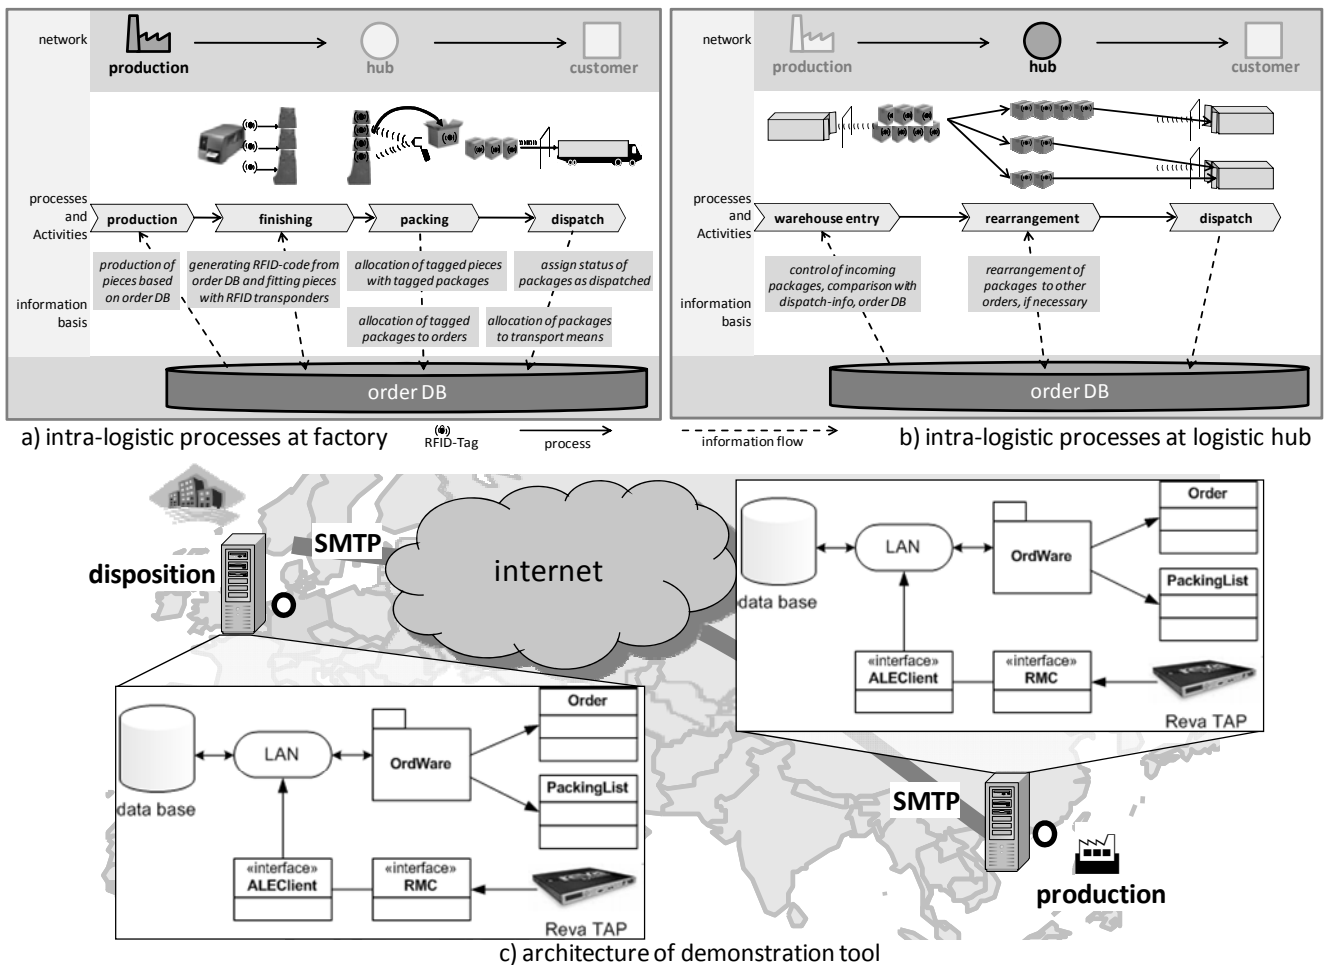 network
production
hub
customer
processes
and
Activities
production
finishing
packing
dispatch
information
basis
production of
pieces based
on order DB
generating RFID-code from
order DB and fitting pieces
with RFID transponders
allocation of tagged pieces
with tagged packages
assign status of
packages as dispatched
allocation of tagged
packages to orders
allocation of packages
to transport means
order DB
a) intra-logistic processes at factory
network
production
hub
customer
processes
and
Activities
warehouse entry
rearrangement
dispatch
information
basis
control of incoming
packages, comparison with
dispatch-info, order DB
rearrangement of
packages to other
orders, if necessary
order DB
RFID-Tag
process
information flow
b) intra-logistic processes at logistic hub
disposition
SMTP
internet
data base
LAN
OrdWare
Order
PackingList
«interface»
ALEClient
«interface»
RMC
Reva TAP
data base
LAN
OrdWare
Order
PackingList
«interface»
ALEClient
«interface»
RMC
Reva TAP
SMTP
production
c) architecture of demonstration tool